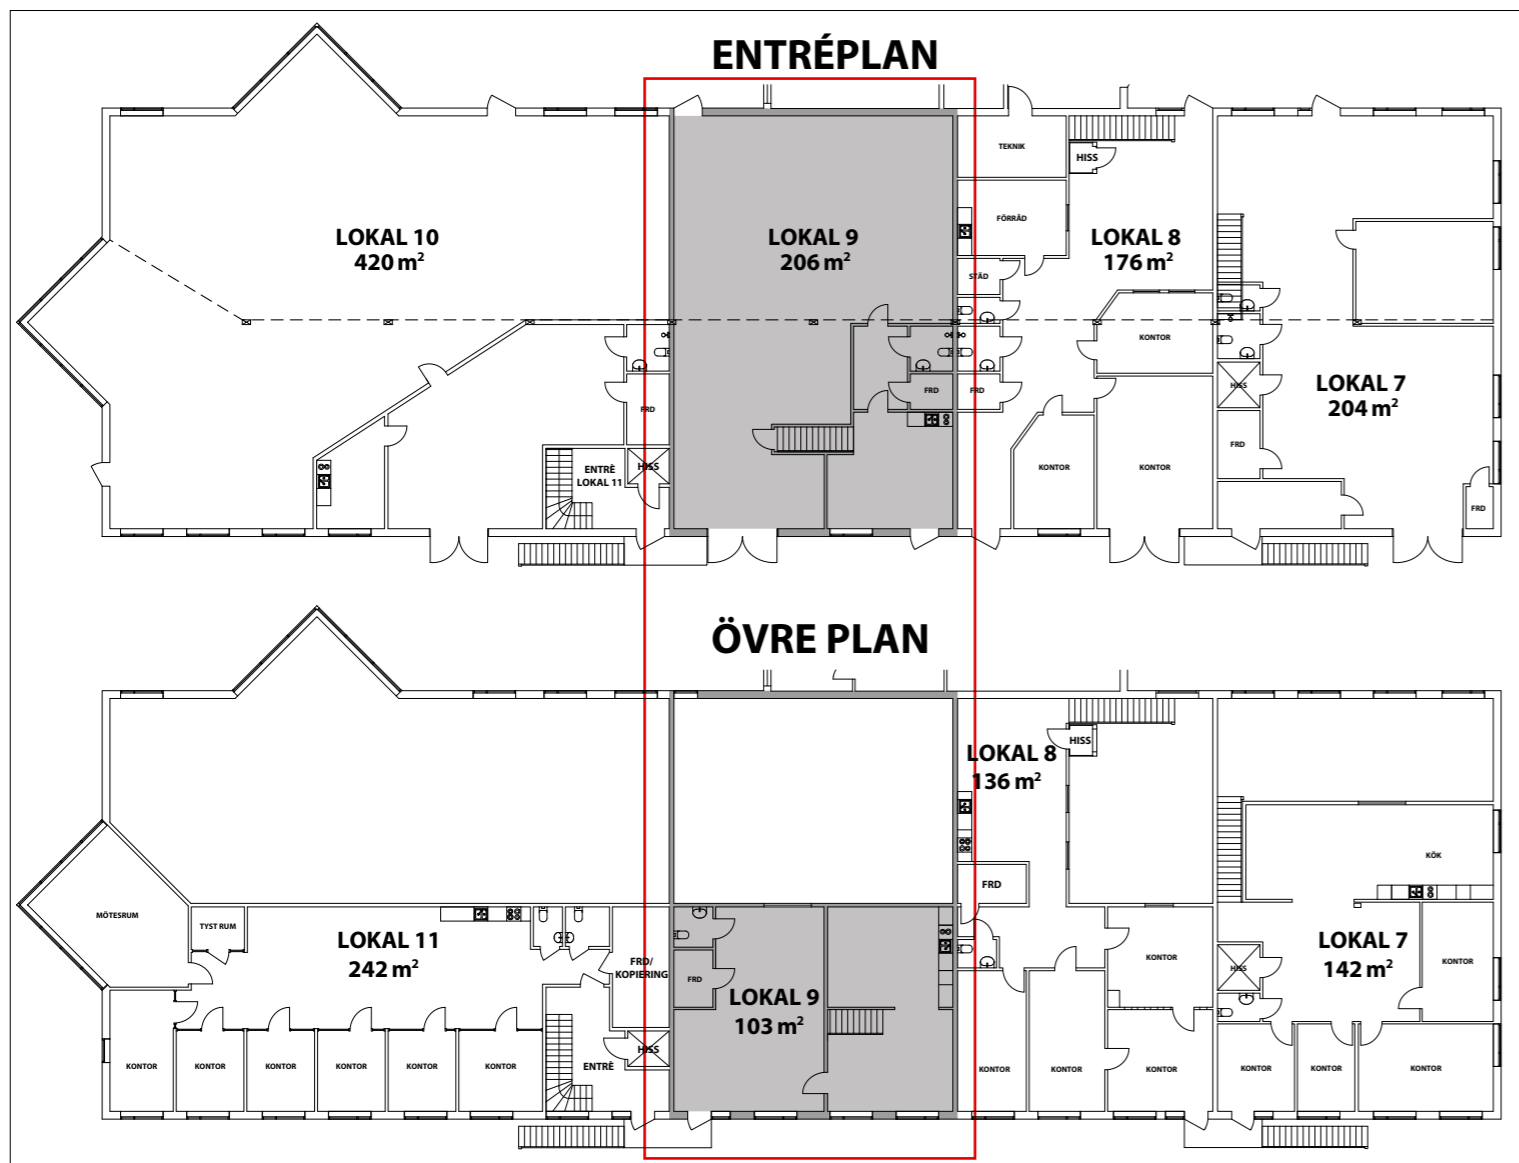 ENTRÉPLAN
LOKAL 10
420 m²
LOKAL 9
206 m²
TEKNIK
HISS
FÖRRÅD
LOKAL 8
176 m²
STÄD
KONTOR
LOKAL 7
204 m²
HISS
FRD
FRD
FRD
FRD
FRD
ENTRÈ
LOKAL 11
HISS
KONTOR
KONTOR
FRD
ÖVRE PLAN
LOKAL 8
136 m²
HISS
KÖK
FRD
MÖTESRUM
TYST RUM
LOKAL 11
242 m²
FRD/
KOPIERING
FRD
LOKAL 9
103 m²
KONTOR
HISS
LOKAL 7
142 m²
KONTOR
HISS
ENTRÈ
KONTOR
KONTOR
KONTOR
KONTOR
KONTOR
KONTOR
KONTOR
KONTOR
KONTOR
KONTOR
KONTOR
KONTOR